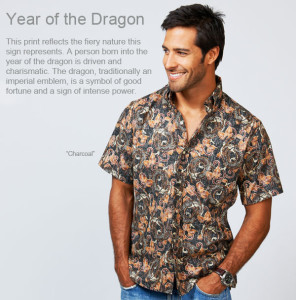 Year of the Dragon
This print reflects the fiery nature this
sign represents. A person born into the
year of the dragon is driven and
charismatic. The dragon, traditionally an
imperial emblem, is a symbol of good
fortune and a sign of intense power.
"Charcoal"